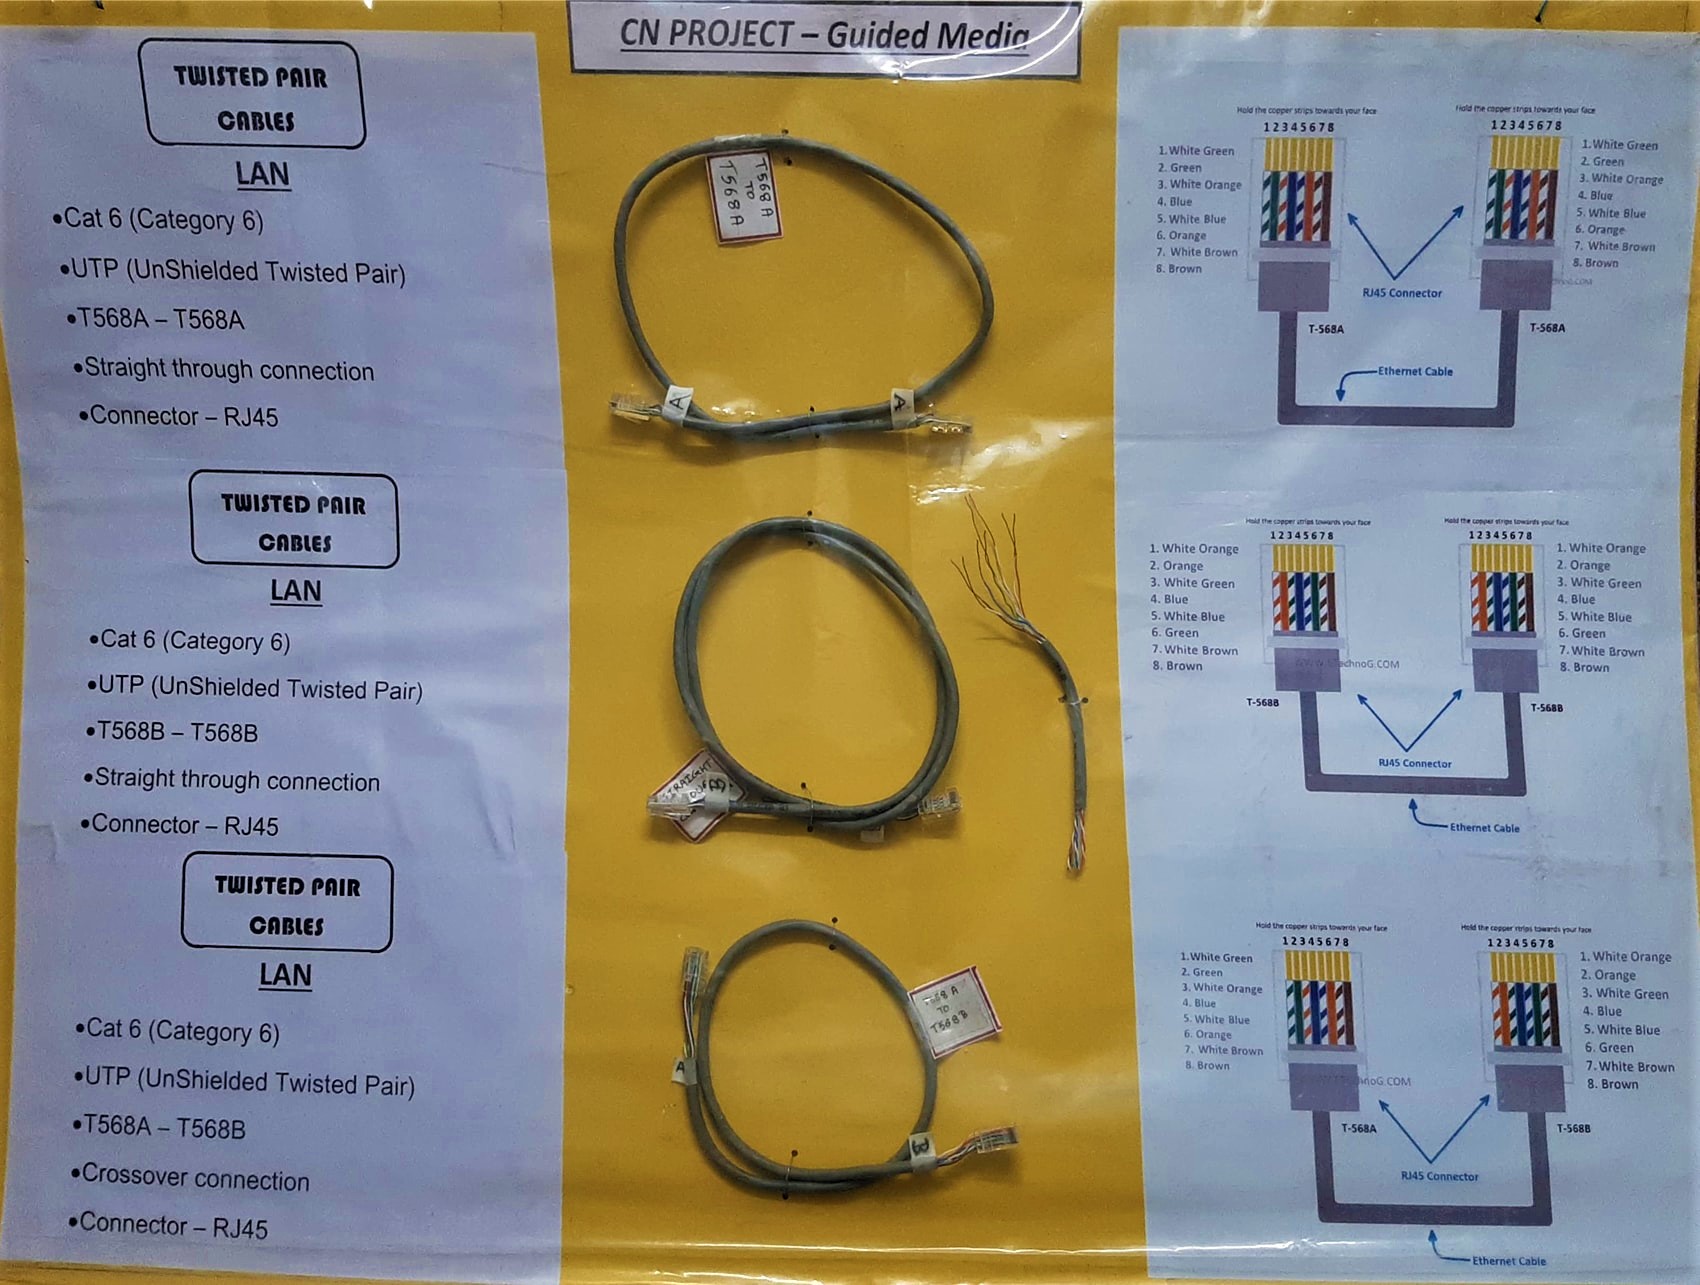 CN PROJECT – Guided Media
TWISTED PAIR
CABLES
LAN
•Cat 6 (Category 6)
•UTP (UnShielded Twisted Pair)
•T568A – T568A
•Straight through connection
•Connector – RJ45
TWISTED PAIR
CABLES
LAN
•Cat 6 (Category 6)
•UTP (UnShielded Twisted Pair)
•T568B – T568B
•Straight through connection
•Connector – RJ45
TWISTED PAIR
CABLES
LAN
•Cat 6 (Category 6)
•UTP (UnShielded Twisted Pair)
•T568A – T568B
•Crossover connection
•Connector – RJ45
T568A
TO
T568A
A
A
STRAIGHT
B
T568 A
TO
T568 B
A
B
Hold the copper strips towards your face
12345678
1. White Green
2. Green
3. White Orange
4. Blue
5. White Blue
6. Orange
7. White Brown
8. Brown
Hold the copper strips towards your face
12345678
1. White Green
2. Green
3. White Orange
4. Blue
5. White Blue
6. Orange
7. White Brown
8. Brown
RJ45 Connector
T-568A
T-568A
Ethernet Cable
Hold the copper strips towards your face
12345678
1. White Orange
2. Orange
3. White Green
4. Blue
5. White Blue
6. Green
7. White Brown
8. Brown
Hold the copper strips towards your face
12345678
1. White Orange
2. Orange
3. White Green
4. Blue
5. White Blue
6. Green
7. White Brown
8. Brown
T-568B
T-568B
RJ45 Connector
Ethernet Cable
Hold the copper strips towards your face
12345678
1. White Green
2. Green
3. White Orange
4. Blue
5. White Blue
6. Orange
7. White Brown
8. Brown
Hold the copper strips towards your face
12345678
1. White Orange
2. Orange
3. White Green
4. Blue
5. White Blue
6. Green
7. White Brown
8. Brown
T-568A
T-568B
RJ45 Connector
Ethernet Cable